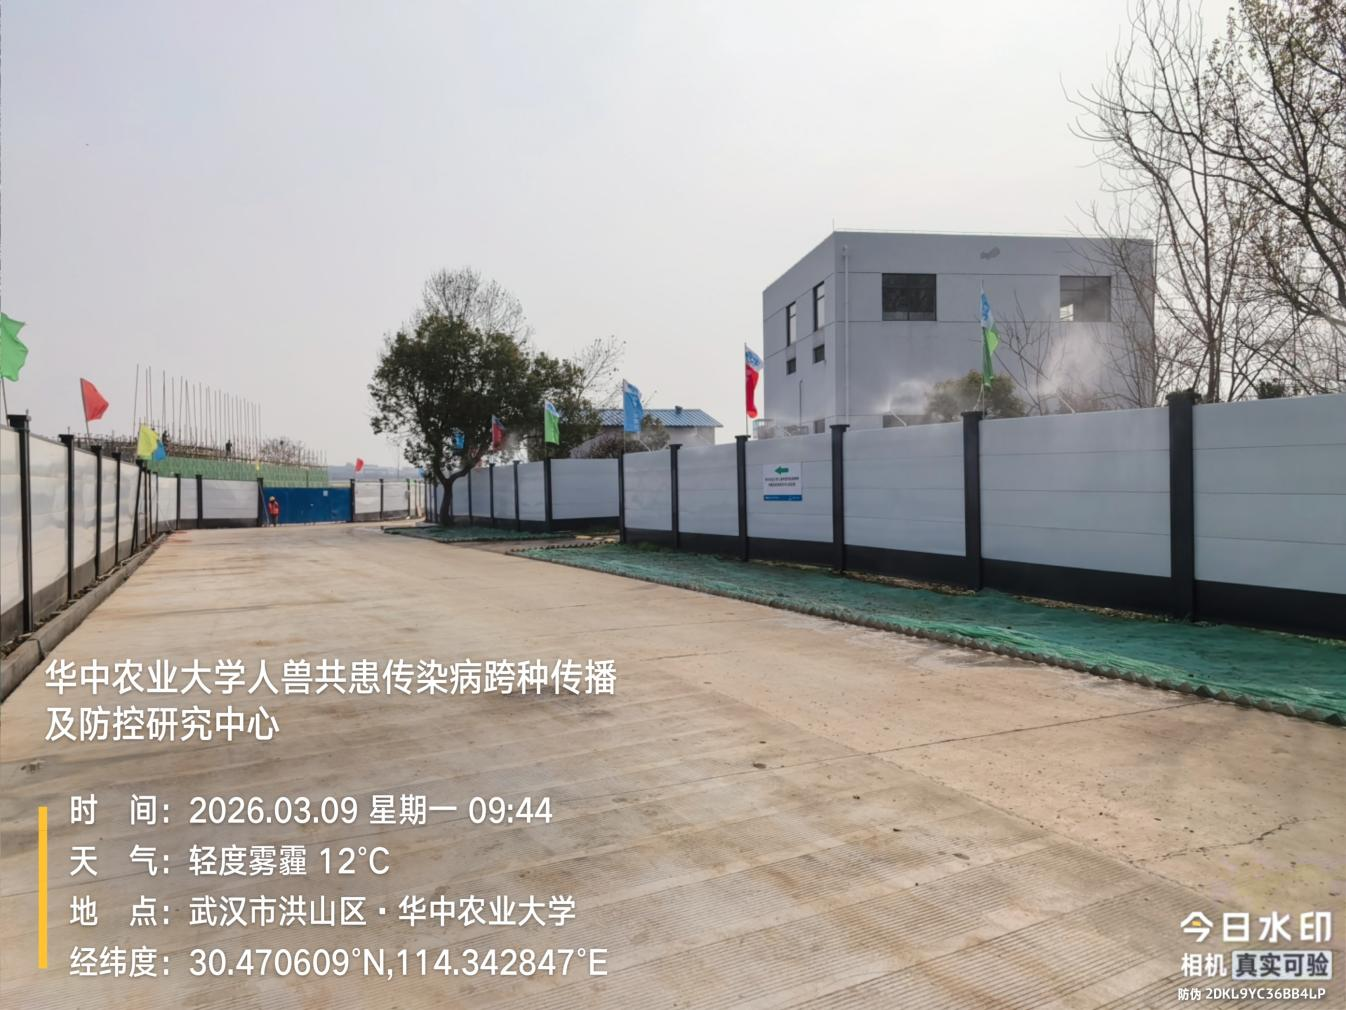 华中农业大学人兽共患传染病跨种传播
及防控研究中心
时 间：2026.03.09 星期一 09:44
天 气：轻度雾霾 12°C
地 点：武汉市洪山区·华中农业大学
经纬度：30.470609°N,114.342847°E
今日水印
相机 真实可验
防伪 2DKL9YC36BB4LP